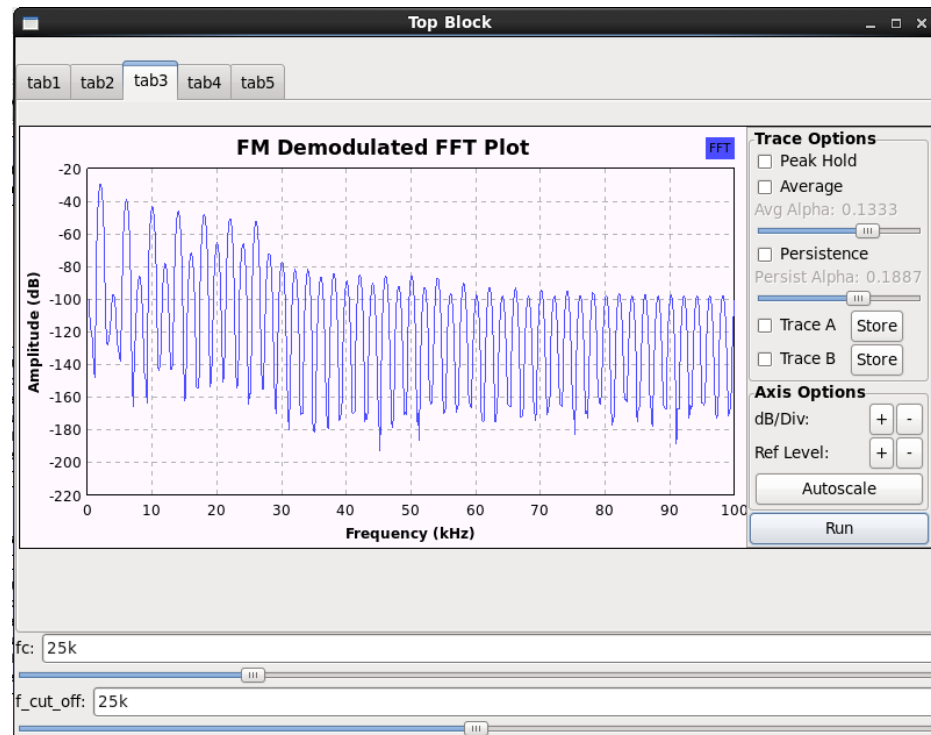 Top Block
tab1 tab2 tab3 tab4 tab5
FM Demodulated FFT Plot
FFT
Amplitude (dB)
-20
-40
-60
-80
-100
-120
-140
-160
-180
-200
-220
0 10 20 30 40 50 60 70 80 90 100
Frequency (kHz)
Trace Options
Peak Hold
Average
Avg Alpha: 0.1333
Persistence
Persist Alpha: 0.1887
Trace A Store
Trace B Store
Axis Options
dB/Div: + -
Ref Level: + -
Autoscale
Run
fc: 25k
f_cut_off: 25k